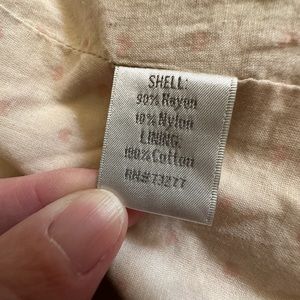 SHELL:
90% Rayon
10% Nylon
LINING:
100% Cotton
RN#73277